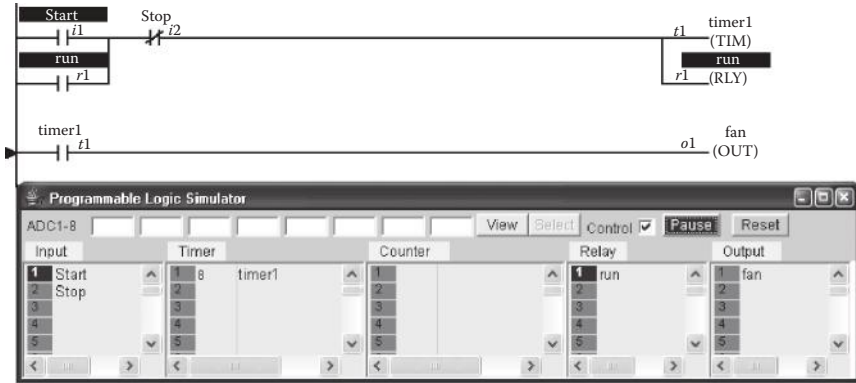 Start
Stop
i1
i2
t1
timer1
(TIM)
run
r1
run
r1
(RLY)
timer1
t1
fan
o1
(OUT)
Programmable Logic Simulator
ADC1-8 View Select Control Pause Reset
Input Timer Counter Relay Output
1 Start 1 8 timer1 1 1 run 1 fan
2 Stop 2 2 2 2
3 3 3 3 3
4 4 4 4 4
5 5 5 5 5